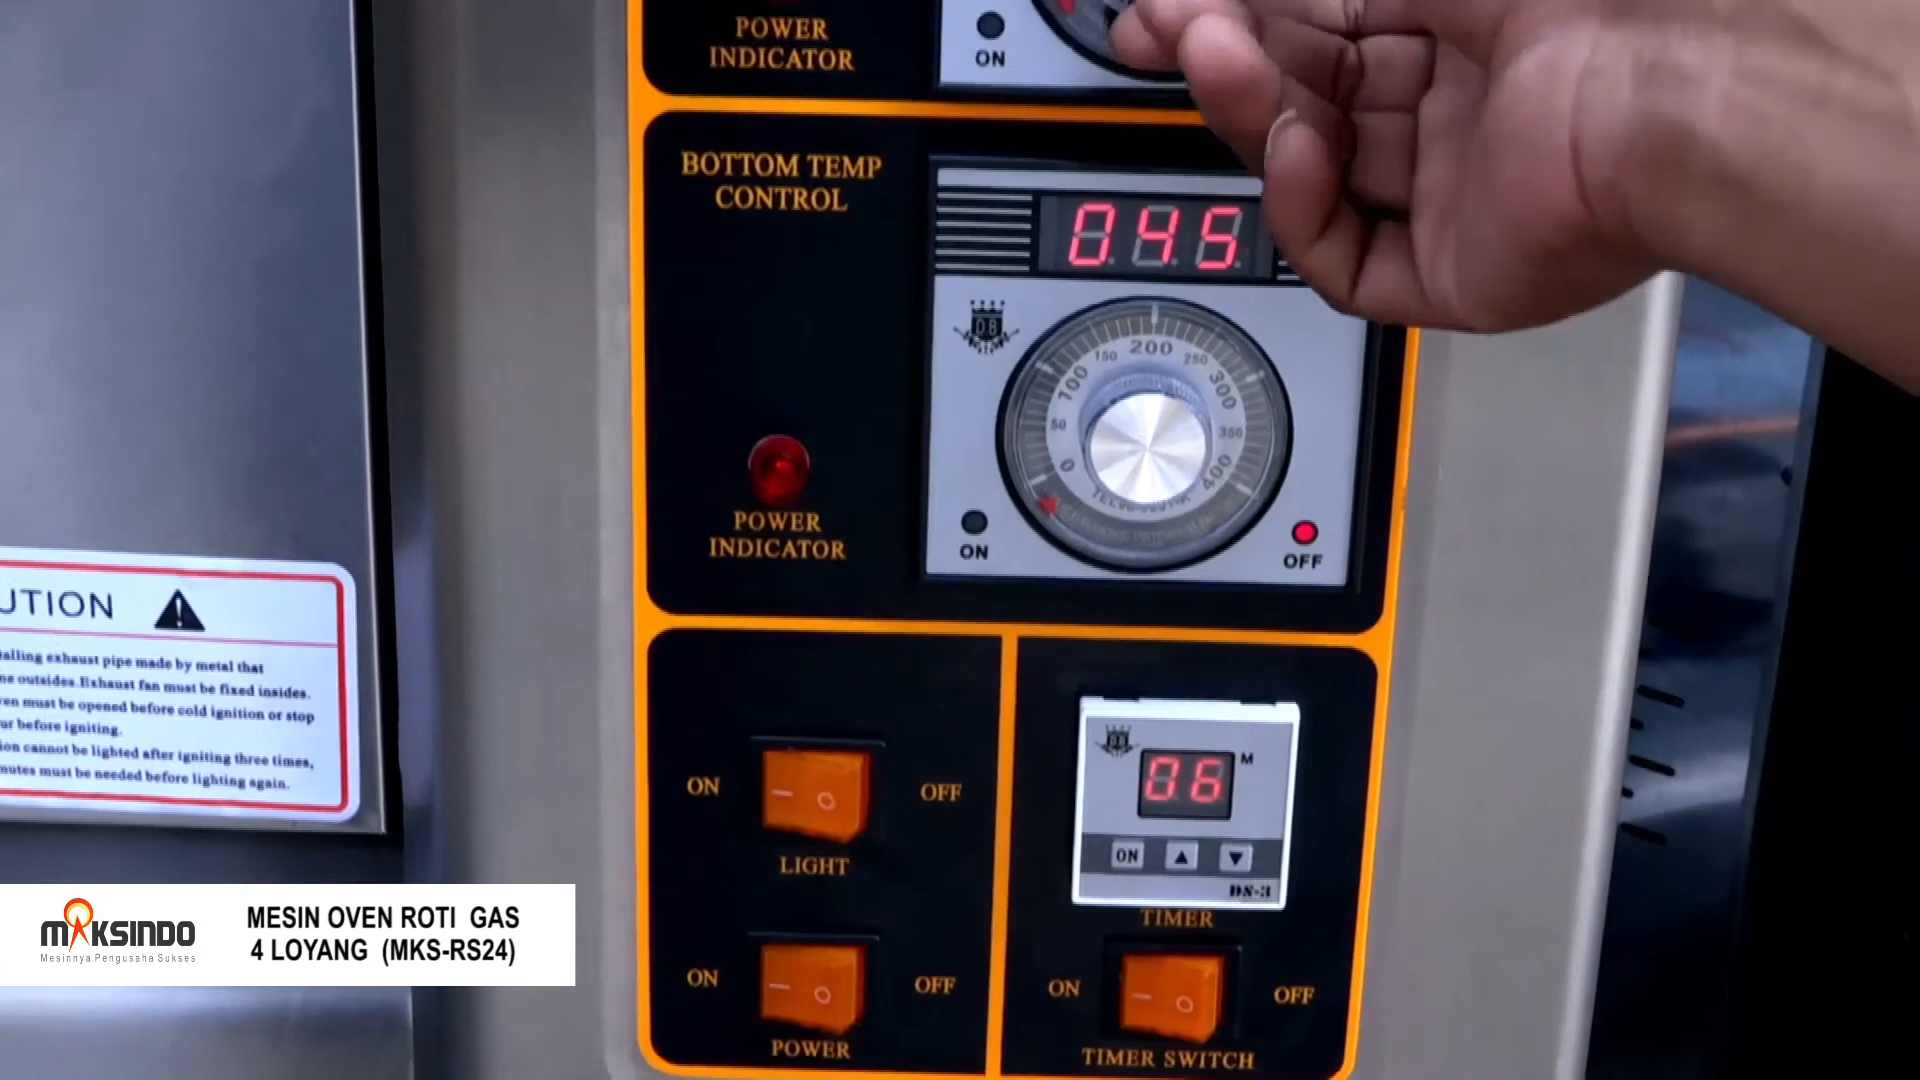 POWER
INDICATOR
ON
BOTTOM TEMP
CONTROL
045
D.B
0
50
100
150
200
250
300
350
400
POWER
INDICATOR
ON
OFF
UTION
alling exhaust pipe made by metal that
ne outsides.Exhaust fan must be fixed insides.
en must be opened before cold ignition or stop
ur before igniting.
ion cannot be lighted after igniting three times,
nutes must be needed before lighting again.
ON
OFF
LIGHT
ON
OFF
POWER
D.B
06
M
ON
DS-3
TIMER
ON
OFF
TIMER SWITCH
MAKSINDO
Mesinnya Pengusaha Sukses
MESIN OVEN ROTI GAS
4 LOYANG (MKS-RS24)